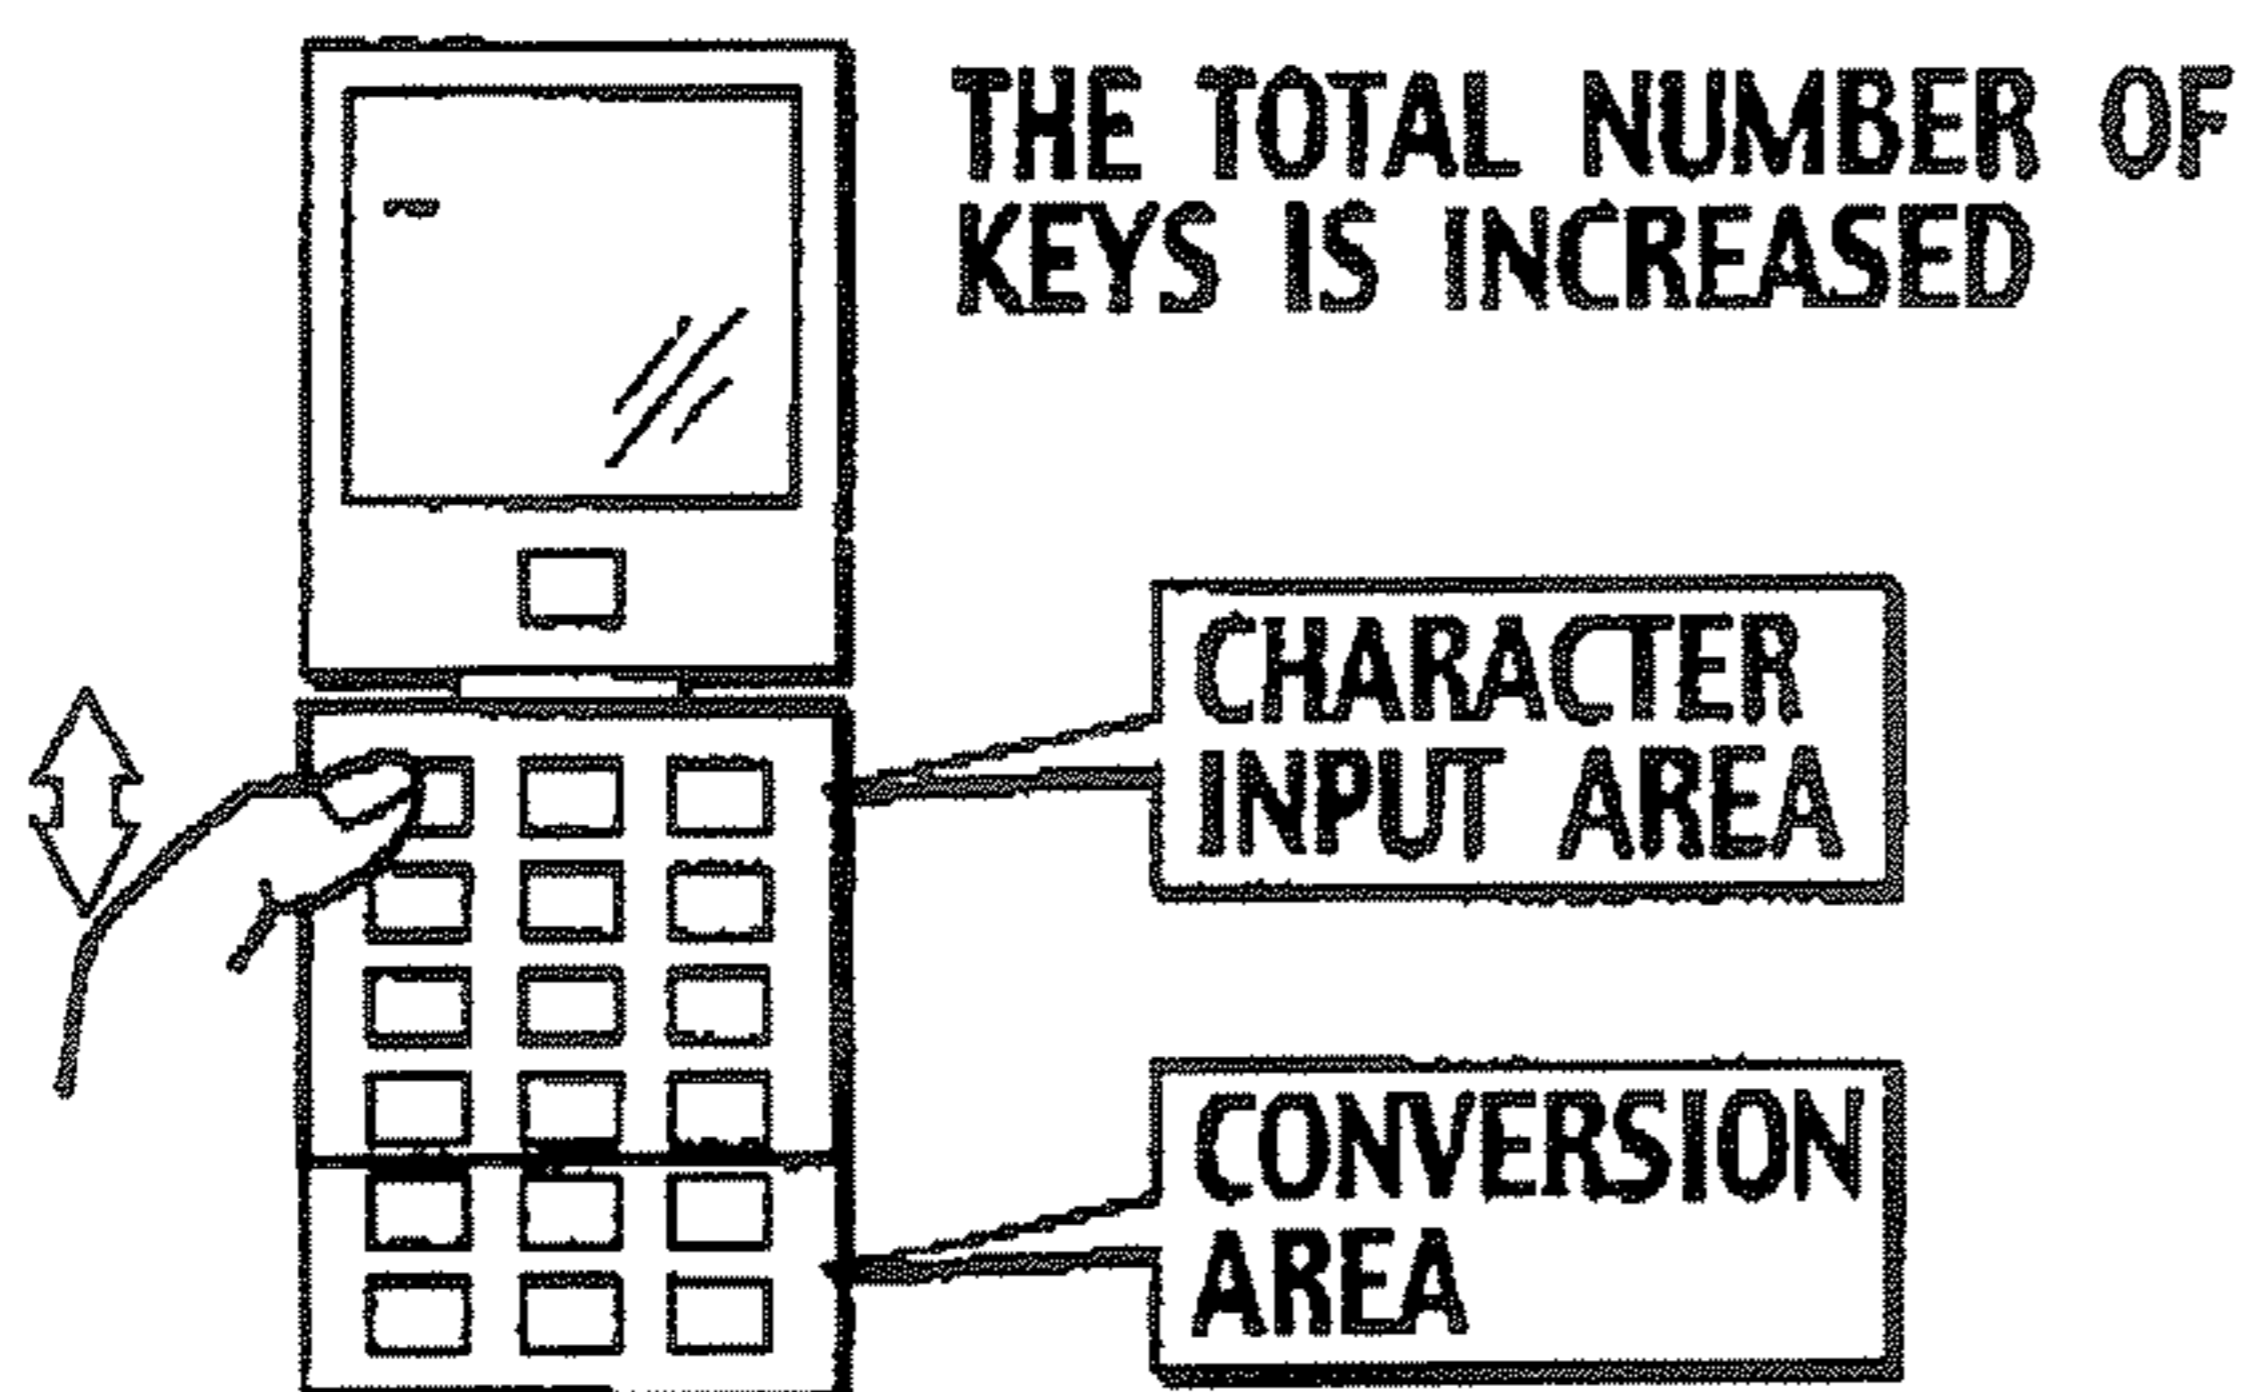 THE TOTAL NUMBER OF
KEYS IS INCREASED
CHARACTER
INPUT AREA
CONVERSION
AREA